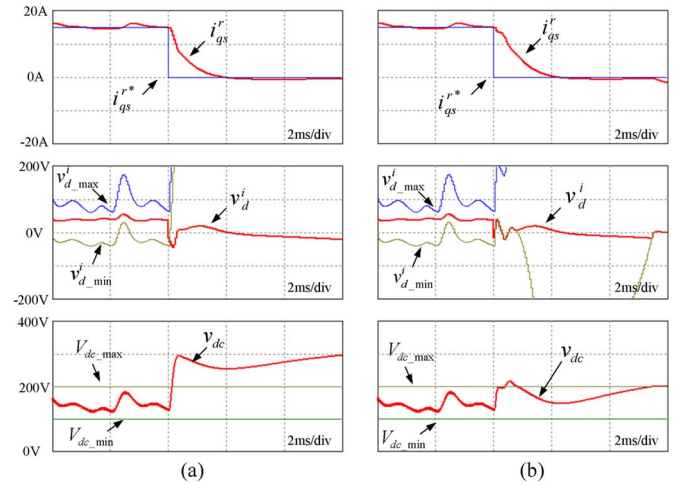 20A
0A
-20A
i^r_qs
i^r*_qs
2ms/div
i^r_qs
i^r*_qs
2ms/div
200V
0V
-200V
v^i_d_max
v^i_d
v^i_d_min
2ms/div
v^i_d_max
v^i_d
v^i_d_min
2ms/div
400V
200V
0V
V_dc_max
v_dc
V_dc_min
2ms/div
V_dc_max
v_dc
V_dc_min
2ms/div
(a)
(b)